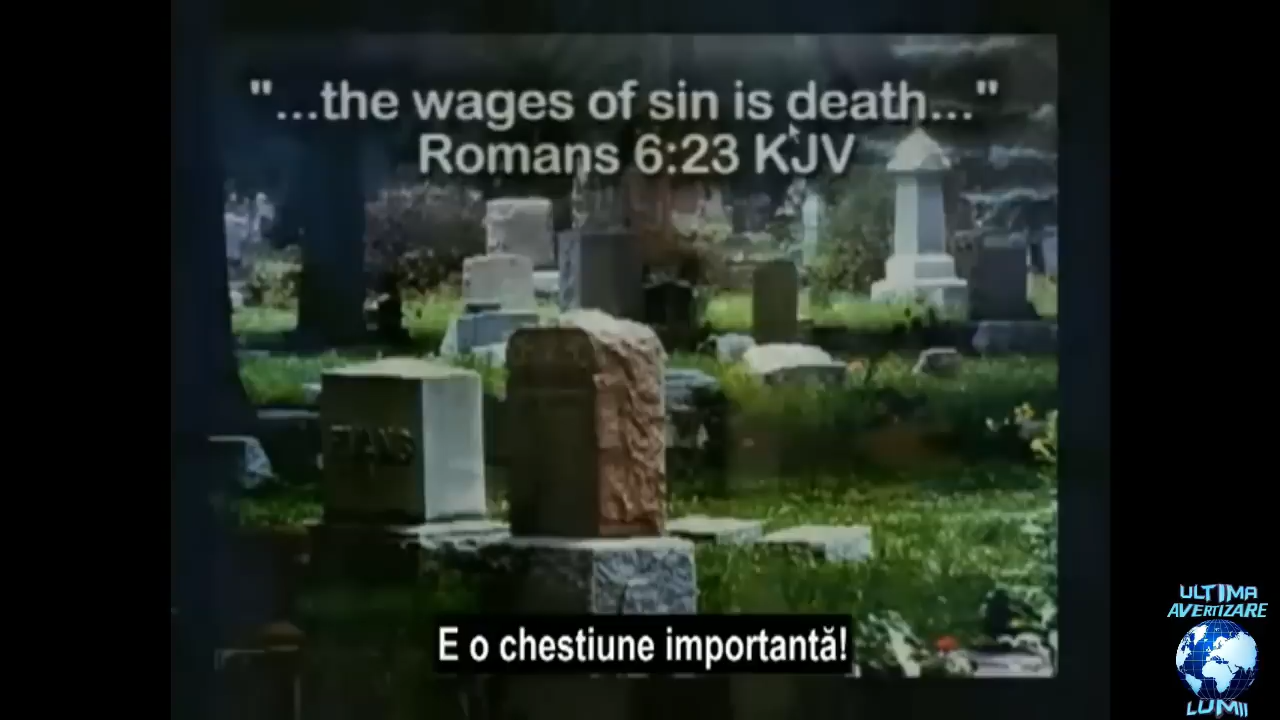 "...the wages of sin is death..."
Romans 6:23 KJV
E o chestiune importantă!
ULTIMA
AVERTIZARE
LUMII